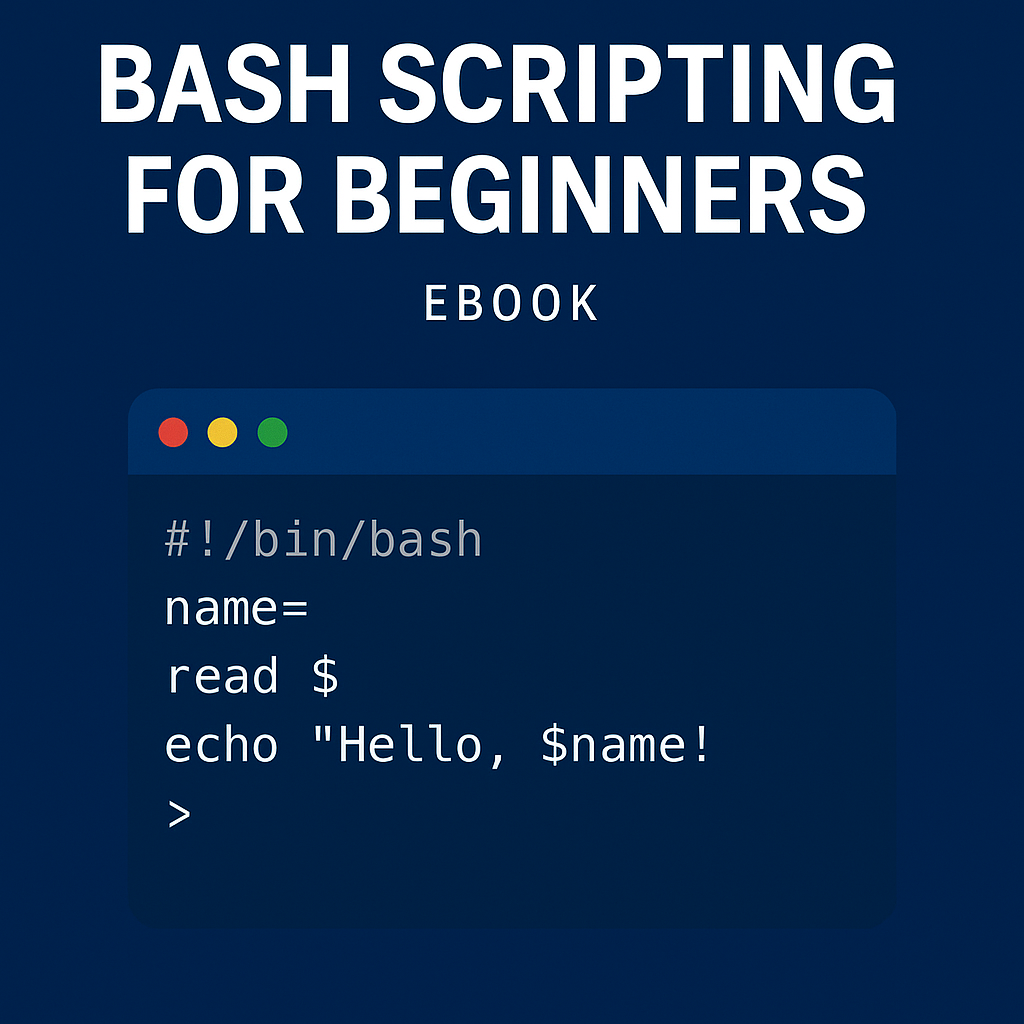 BASH SCRIPTING
FOR BEGINNERS
EBOOK
#!/bin/bash
name=
read $
echo "Hello, $name!
>